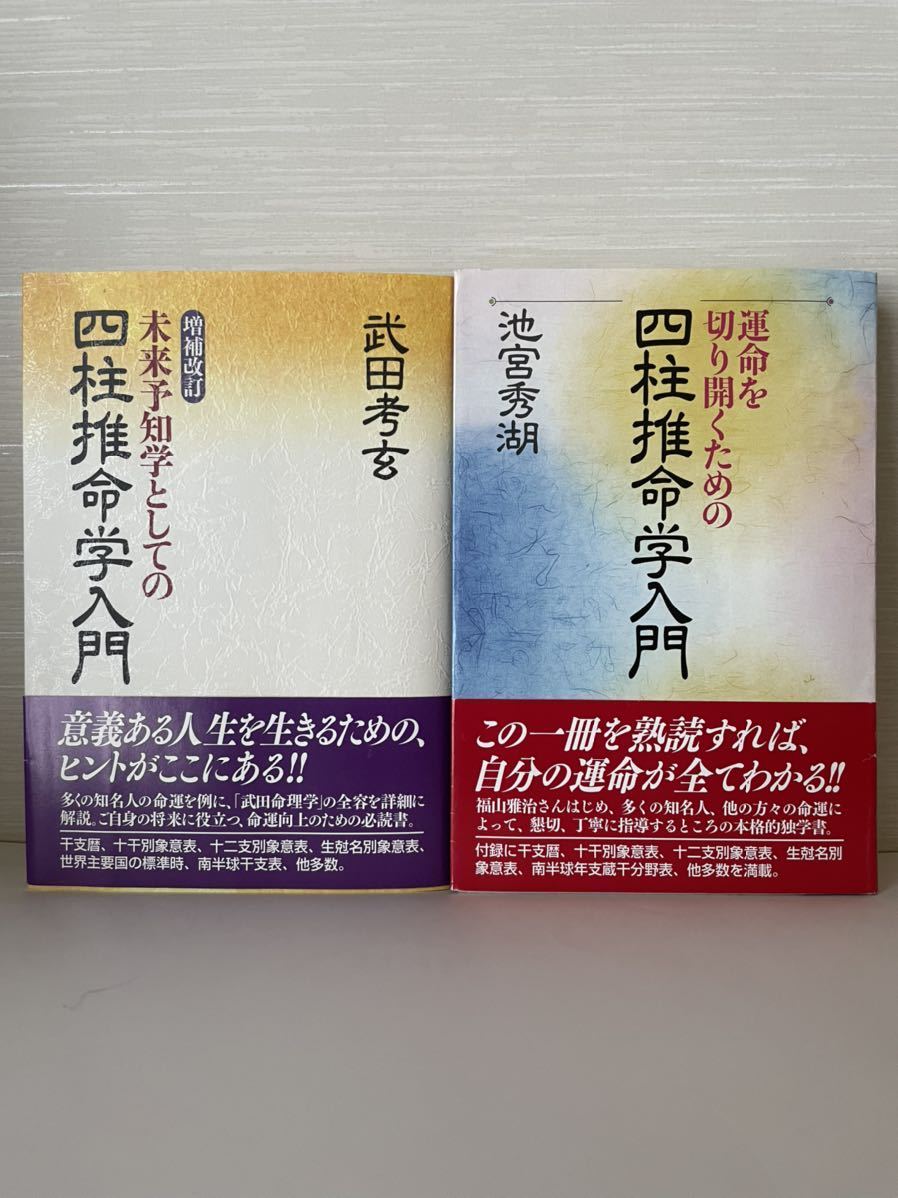 増補改訂
未来予知学としての
四柱推命学入門
武田考玄
意義ある人生を生きるための、
ヒントがここにある!!
多くの知名人の命運を例に、「武田命理学」の全容を詳細に
解説。ご自身の将来に役立つ、命運向上のための必読書。
干支暦、十干別象意表、十二支別象意表、生尅名別象意表、
世界主要国の標準時、南半球干支表、他多数。
運命を
切り開くための
四柱推命学入門
池宮秀湖
この一冊を熟読すれば、
自分の運命が全てわかる!!
福山雅治さんはじめ、多くの知名人、他の方々の命運に
よって、懇切、丁寧に指導するところの本格的独学書。
付録に干支暦、十干別象意表、十二支別象意表、生尅名別
象意表、南半球年支蔵干分野表、他多数を満載。